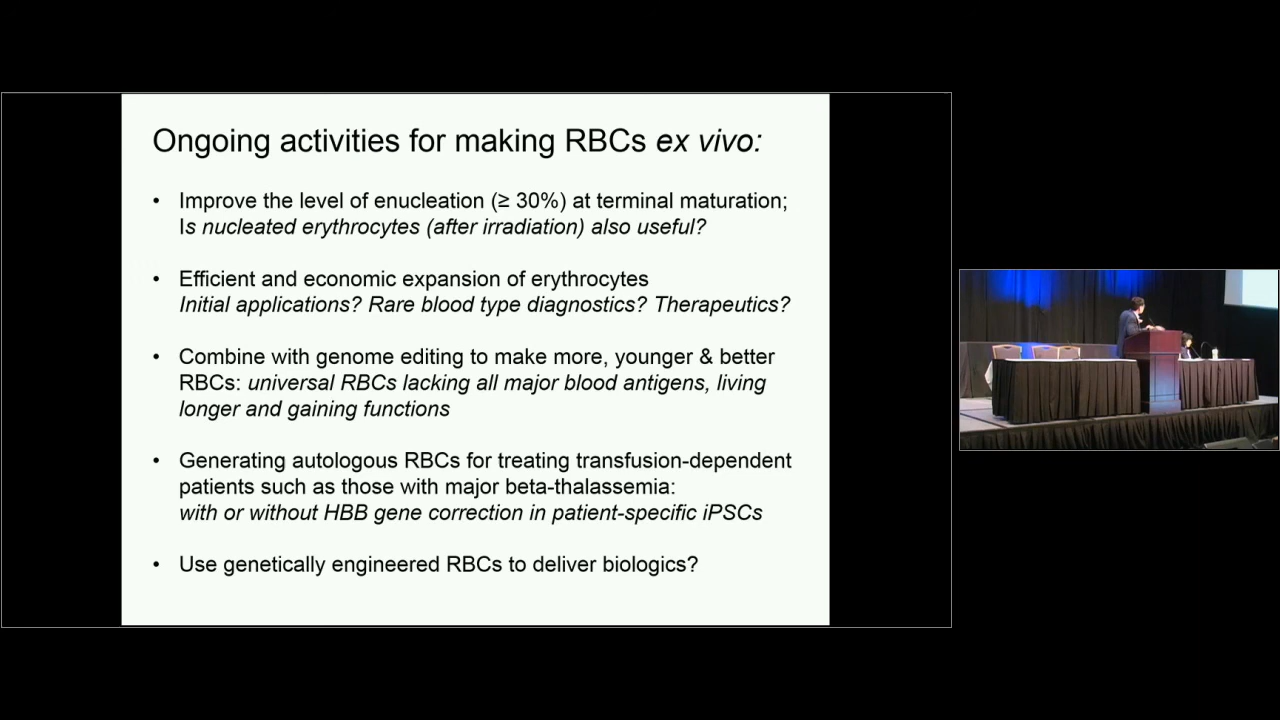 Ongoing activities for making RBCs ex vivo:
• Improve the level of enucleation (≥ 30%) at terminal maturation;
Is nucleated erythrocytes (after irradiation) also useful?
• Efficient and economic expansion of erythrocytes
Initial applications? Rare blood type diagnostics? Therapeutics?
• Combine with genome editing to make more, younger & better
RBCs: universal RBCs lacking all major blood antigens, living
longer and gaining functions
• Generating autologous RBCs for treating transfusion-dependent
patients such as those with major beta-thalassemia:
with or without HBB gene correction in patient-specific iPSCs
• Use genetically engineered RBCs to deliver biologics?